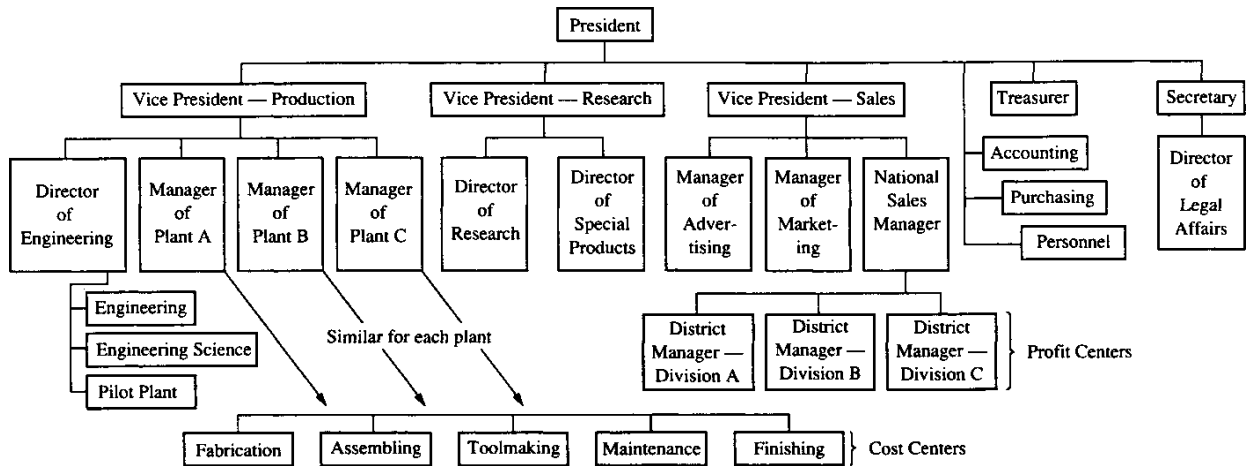 President
Vice President — Production
Vice President — Research
Vice President — Sales
Treasurer
Secretary
Director
of
Engineering
Manager
of
Plant A
Manager
of
Plant B
Manager
of
Plant C
Director
of
Research
Director
of
Special
Products
Manager
of
Adver-
tising
Manager
of
Market-
ing
National
Sales
Manager
Accounting
Purchasing
Personnel
Director
of
Legal
Affairs
Engineering
Engineering Science
Pilot Plant
Similar for each plant
District
Manager —
Division A
District
Manager —
Division B
District
Manager —
Division C
Profit Centers
Fabrication
Assembling
Toolmaking
Maintenance
Finishing
Cost Centers